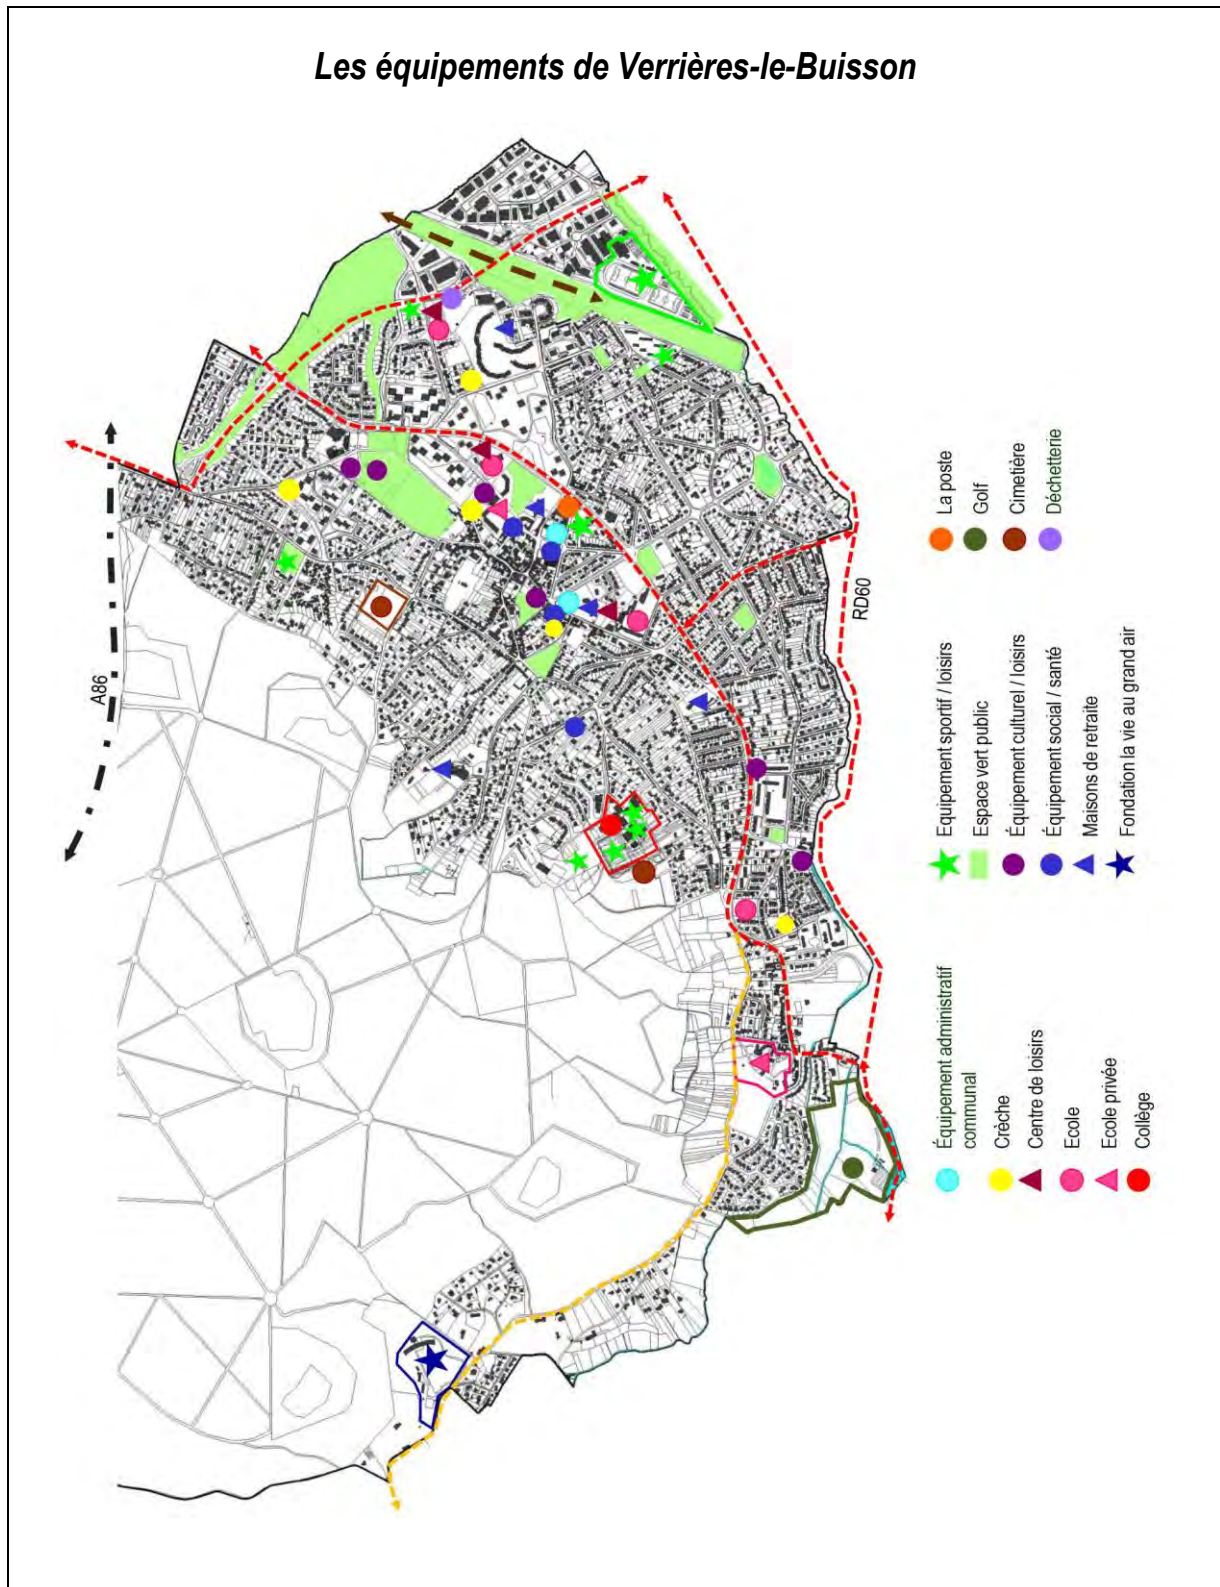 Les équipements de Verrières-le-Buisson
A86
RD60
Équipement administratif
communal
Crèche
Centre de loisirs
Ecole
Ecole privée
Collège
Equipement sportif / loisirs
Espace vert public
Équipement culturel / loisirs
Équipement social / santé
Maisons de retraite
Fondation la vie au grand air
La poste
Golf
Cimetière
Déchetterie